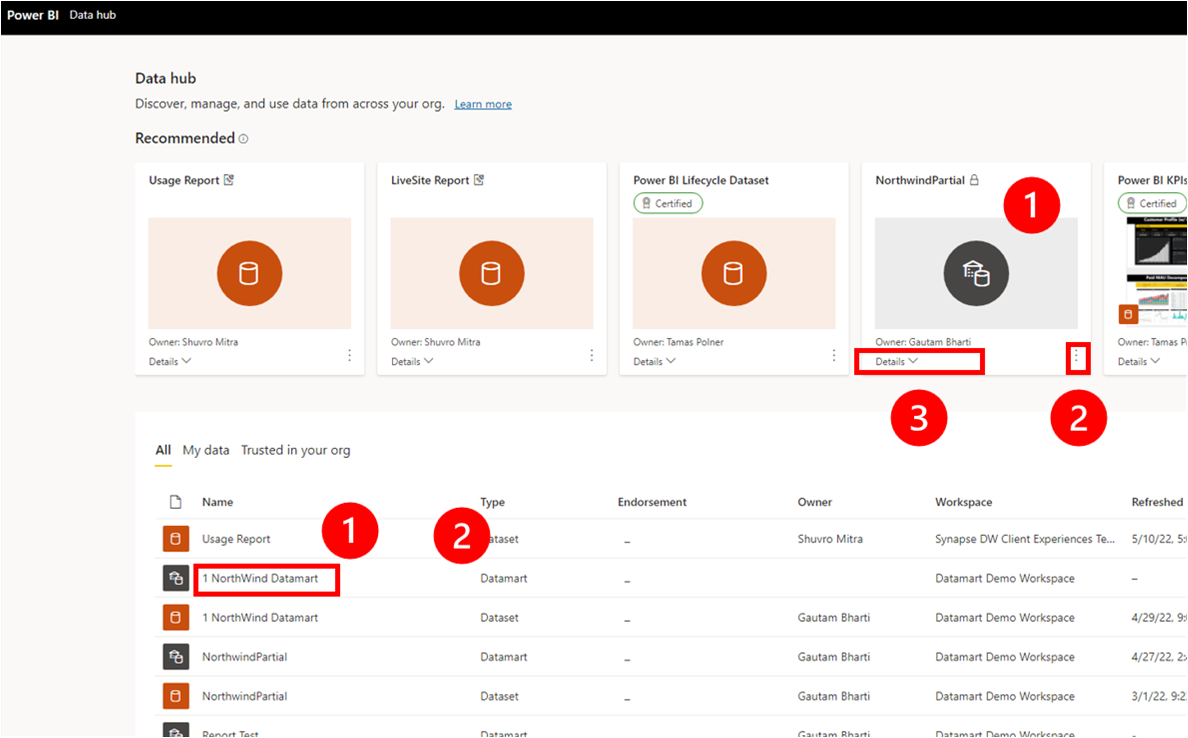 Power BI Data hub
Data hub
Discover, manage, and use data from across your org. Learn more
Recommended
Usage Report
LiveSite Report
Power BI Lifecycle Dataset
Certified
NorthwindPartial
Power BI KPIs
Certified
1
Owner: Shuvro Mitra
Details
Owner: Shuvro Mitra
Details
Owner: Tamas Polner
Details
Owner: Gautam Bharti
Details
Owner: Tamas P
Details
3
2
All My data Trusted in your org
Name Type Endorsement Owner Workspace Refreshed
1
2
Usage Report ataset – Shuvro Mitra Synapse DW Client Experiences Te... 5/10/22, 5:
1 NorthWind Datamart Datamart – Datamart Demo Workspace –
1 NorthWind Datamart Dataset – Gautam Bharti Datamart Demo Workspace 4/29/22, 9:
NorthwindPartial Datamart – Gautam Bharti Datamart Demo Workspace 4/27/22, 2:
NorthwindPartial Dataset – Gautam Bharti Datamart Demo Workspace 3/1/22, 9:2
Report Test Datamart Gautam Bharti Datamart Demo Workspace –